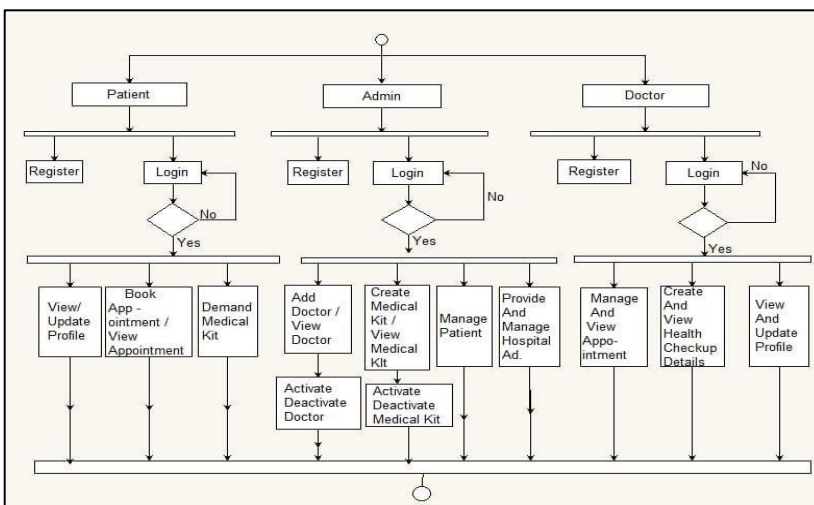 Patient
Admin
Doctor
Register
Login
No
Yes
Register
Login
No
Yes
Register
Login
No
Yes
View/
Update
Profile
Book
App -
ointment /
View
Appointment
Demand
Medical
Kit
Add
Doctor /
View
Doctor
Activate
Deactivate
Doctor
Create
Medical
Kit /
View
Medical
KIt
Activate
Deactivate
Medical Kit
Manage
Patient
Provide
And
Manage
Hospital
Ad.
Manage
And
View
Appo-
intment
Create
And
View
Health
Checkup
Details
View
And
Update
Profile